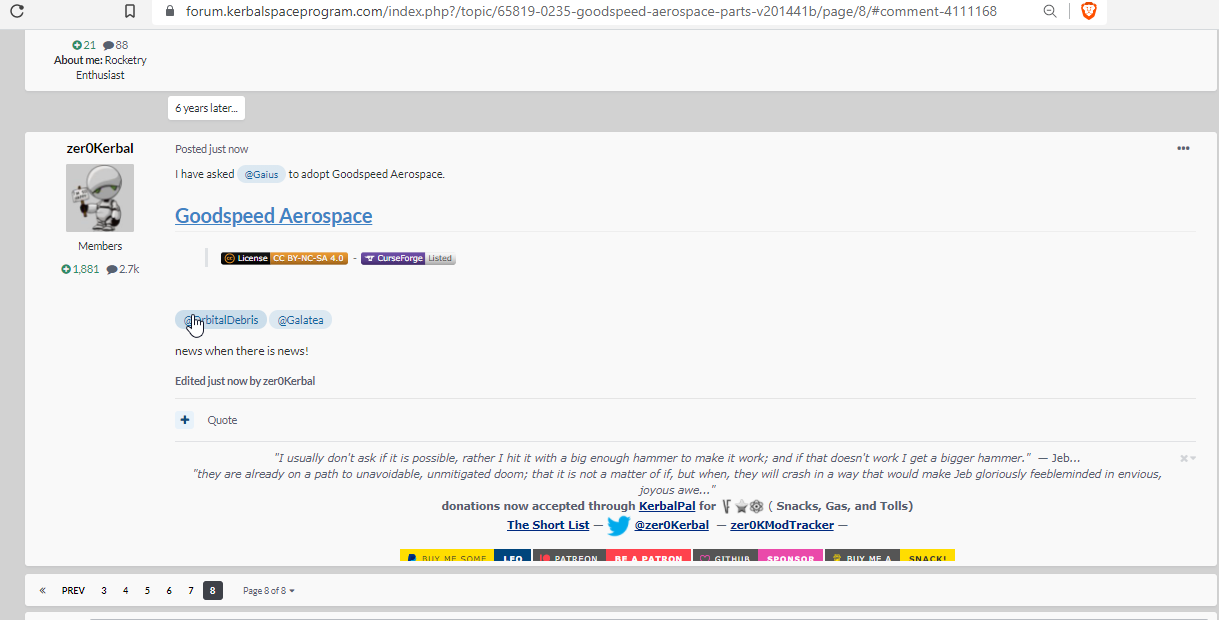 forum.kerbalspaceprogram.com/index.php?/topic/65819-0235-goodspeed-aerospace-parts-v201441b/page/8/#comment-4111168
21 88
About me: Rocketry
Enthusiast
6 years later...
zer0Kerbal
Members
1,881 2.7k
Posted just now
I have asked @Gaius to adopt Goodspeed Aerospace.
Goodspeed Aerospace
License CC BY-NC-SA 4.0 - CurseForge Listed
@OrbitalDebris @Galatea
news when there is news!
Edited just now by zer0Kerbal
+ Quote
"I usually don't ask if it is possible, rather I hit it with a big enough hammer to make it work; and if that doesn't work I get a bigger hammer." — Jeb...
"they are already on a path to unavoidable, unmitigated doom; that it is not a matter of if, but when, they will crash in a way that would make Jeb gloriously feebleminded in envious,
joyous awe..."
donations now accepted through KerbalPal for ( Snacks, Gas, and Tolls)
The Short List — @zer0Kerbal — zer0KModTracker —
BUY ME SOME LFO PATREON BE A PATRON GITHUB SPONSOR BUY ME A SNACK!
« PREV 3 4 5 6 7 8 Page 8 of 8